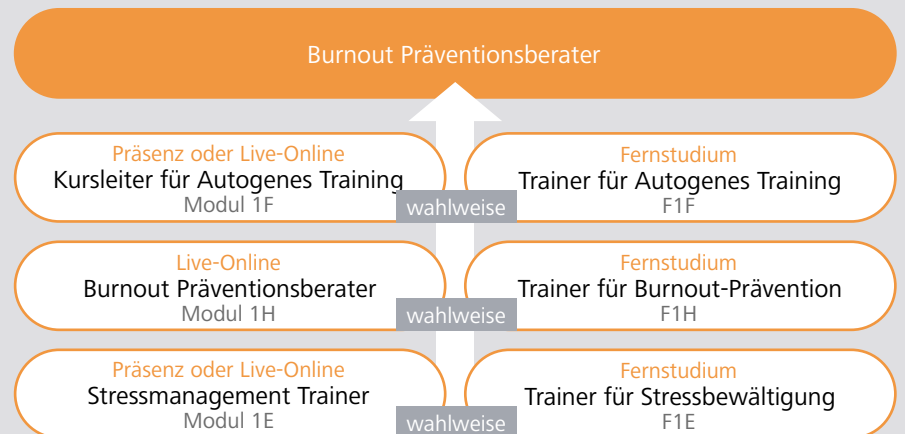 Burnout Präventionsberater
Präsenz oder Live-Online
Kursleiter für Autogenes Training
Modul 1F
wahlweise
Fernstudium
Trainer für Autogenes Training
F1F
Live-Online
Burnout Präventionsberater
Modul 1H
wahlweise
Fernstudium
Trainer für Burnout-Prävention
F1H
Präsenz oder Live-Online
Stressmanagement Trainer
Modul 1E
wahlweise
Fernstudium
Trainer für Stressbewältigung
F1E